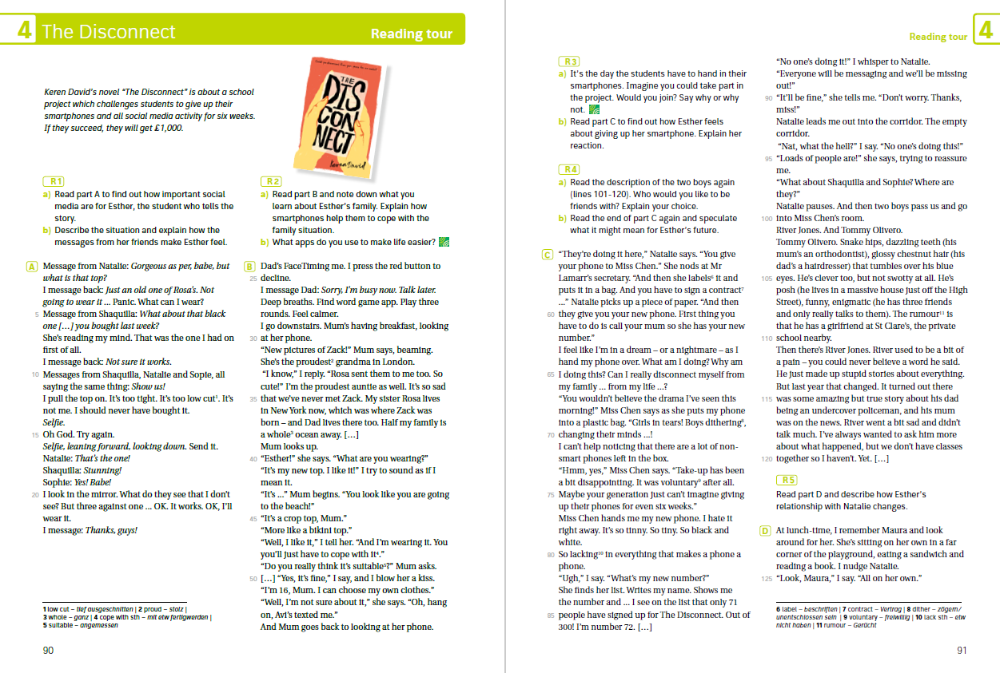 4 The Disconnect
Reading tour
Keren David's novel "The Disconnect" is about a school
project which challenges students to give up their
smartphones and all social media activity for six weeks.
If they succeed, they will get £1,000.
THE
DIS
CON
NECT
Keren David
R1
a) Read part A to find out how important social
media are for Esther, the student who tells the
story.
b) Describe the situation and explain how the
messages from her friends make Esther feel.
A Message from Natalie: Gorgeous as per, babe, but
what is that top?
I message back: Just an old one of Rosa's. Not
going to wear it ... Panic. What can I wear?
5 Message from Shaquilla: What about that black
one [...] you bought last week?
She's reading my mind. That was the one I had on
first of all.
I message back: Not sure it works.
10 Messages from Shaquilla, Natalie and Sopie, all
saying the same thing: Show us!
I pull the top on. It's too tight. It's too low cut¹. It's
not me. I should never have bought it.
Selfie.
15 Oh God. Try again.
Selfie, leaning forward, looking down. Send it.
Natalie: That's the one!
Shaquilla: Stunning!
Sophie: Yes! Babe!
20 I look in the mirror. What do they see that I don't
see? But three against one ... OK. It works. OK, I'll
wear it.
I message: Thanks, guys!
1 low cut – tief ausgeschnitten | 2 proud – stolz |
3 whole – ganz | 4 cope with sth – mit etw fertigwerden |
5 suitable – angemessen
90
R2
a) Read part B and note down what you
learn about Esther's family. Explain how
smartphones help them to cope with the
family situation.
b) What apps do you use to make life easier?
B Dad's FaceTiming me. I press the red button to
25 decline.
I message Dad: Sorry, I'm busy now. Talk later.
Deep breaths. Find word game app. Play three
rounds. Feel calmer.
I go downstairs. Mum's having breakfast, looking
30 at her phone.
"New pictures of Zack!" Mum says, beaming.
She's the proudest² grandma in London.
"I know," I reply. "Rosa sent them to me too. So
cute!" I'm the proudest auntie as well. It's so sad
35 that we've never met Zack. My sister Rosa lives
in New York now, which was where Zack was
born – and Dad lives there too. Half my family is
a whole³ ocean away. [...]
Mum looks up.
40 "Esther!" she says. "What are you wearing?"
"It's my new top. I like it!" I try to sound as if I
mean it.
"It's ..." Mum begins. "You look like you are going
to the beach!"
45 "It's a crop top, Mum."
"More like a bikini top."
"Well, I like it," I tell her. "And I'm wearing it. You
you'll just have to cope with it⁴."
"Do you really think it's suitable⁵?" Mum asks.
50 [...] "Yes, it's fine," I say, and I blow her a kiss.
"I'm 16, Mum. I can choose my own clothes."
"Well, I'm not sure about it," she says. "Oh, hang
on, Avi's texted me."
And Mum goes back to looking at her phone.
Reading tour 4
R3
a) It's the day the students have to hand in their
smartphones. Imagine you could take part in
the project. Would you join? Say why or why
not.
b) Read part C to find out how Esther feels
about giving up her smartphone. Explain her
reaction.
R4
a) Read the description of the two boys again
(lines 101-120). Who would you like to be
friends with? Explain your choice.
b) Read the end of part C again and speculate
what it might mean for Esther's future.
C "They're doing it here," Natalie says. "You give
your phone to Miss Chen." She nods at Mr
Lamarr's secretary. "And then she labels⁶ it and
puts it in a bag. And you have to sign a contract⁷
..." Natalie picks up a piece of paper. "And then
60 they give you your new phone. First thing you
have to do is call your mum so she has your new
number."
I feel like I'm in a dream – or a nightmare – as I
hand my phone over. What am I doing? Why am
65 I doing this? Can I really disconnect myself from
my family ... from my life ...?
"You wouldn't believe the drama I've seen this
morning!" Miss Chen says as she puts my phone
into a plastic bag. "Girls in tears! Boys dithering⁸,
70 changing their minds ...!
I can't help noticing that there are a lot of non-
smart phones left in the box.
"Hmm, yes," Miss Chen says. "Take-up has been
a bit disappointing. It was voluntary⁹ after all.
75 Maybe your generation just can't imagine giving
up their phones for even six weeks."
Miss Chen hands me my new phone. I hate it
right away. It's so tinny. So tiny. So black and
white.
80 So lacking¹⁰ in everything that makes a phone a
phone.
"Ugh," I say. "What's my new number?"
She finds her list. Writes my name. Shows me
the number and ... I see on the list that only 71
85 people have signed up for The Disconnect. Out of
300! I'm number 72. [...]
"No one's doing it!" I whisper to Natalie.
"Everyone will be messaging and we'll be missing
out!"
90 "It'll be fine," she tells me. "Don't worry. Thanks,
miss!"
Natalie leads me out into the corridor. The empty
corridor.
"Nat, what the hell?" I say. "No one's doing this!"
95 "Loads of people are!" she says, trying to reassure
me.
"What about Shaquilla and Sophie? Where are
they?"
Natalie pauses. And then two boys pass us and go
100 into Miss Chen's room.
River Jones. And Tommy Olivero.
Tommy Olivero. Snake hips, dazzling teeth (his
mum's an orthodontist), glossy chestnut hair (his
dad's a hairdresser) that tumbles over his blue
105 eyes. He's clever too, but not swotty at all. He's
posh (he lives in a massive house just off the High
Street), funny, enigmatic (he has three friends
and only really talks to them). The rumour¹¹ is
that he has a girlfriend at St Clare's, the private
110 school nearby.
Then there's River Jones. River used to be a bit of
a pain – you could never believe a word he said.
He just made up stupid stories about everything.
But last year that changed. It turned out there
115 was some amazing but true story about his dad
being an undercover policeman, and his mum
was on the news. River went a bit sad and didn't
talk much. I've always wanted to ask him more
about what happened, but we don't have classes
120 together so I haven't. Yet. [...]
R5
Read part D and describe how Esther's
relationship with Natalie changes.
D At lunch-time, I remember Maura and look
around for her. She's sitting on her own in a far
corner of the playground, eating a sandwich and
reading a book. I nudge Natalie.
125 "Look, Maura," I say. "All on her own."
6 label – beschriften | 7 contract – Vertrag | 8 dither – zögern/
unentschlossen sein | 9 voluntary – freiwillig | 10 lack sth – etw
nicht haben | 11 rumour – Gerücht
91